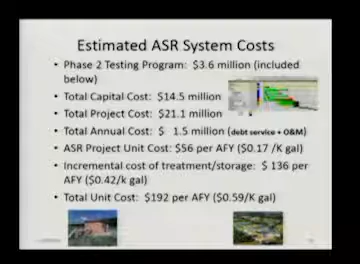 Estimated ASR System Costs
• Phase 2 Testing Program: $3.6 million (included
below)
• Total Capital Cost: $14.5 million
• Total Project Cost: $21.1 million
• Total Annual Cost: $ 1.5 million (debt service + O&M)
• ASR Project Unit Cost: $56 per AFY ($0.17 /K gal)
• Incremental cost of treatment/storage: $ 136 per
AFY ($0.42/K gal)
• Total Unit Cost: $192 per AFY ($0.59/K gal)